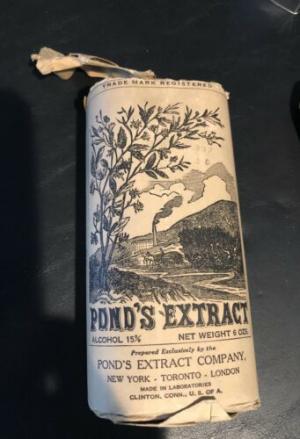 TRADE MARK REGISTERED
POND'S EXTRACT
ALCOHOL 15% NET WEIGHT 6 OZS.
Prepared Exclusively by the
POND'S EXTRACT COMPANY.
NEW YORK - TORONTO - LONDON
MADE IN LABORATORIES
CLINTON, CONN., U. S. OF A.